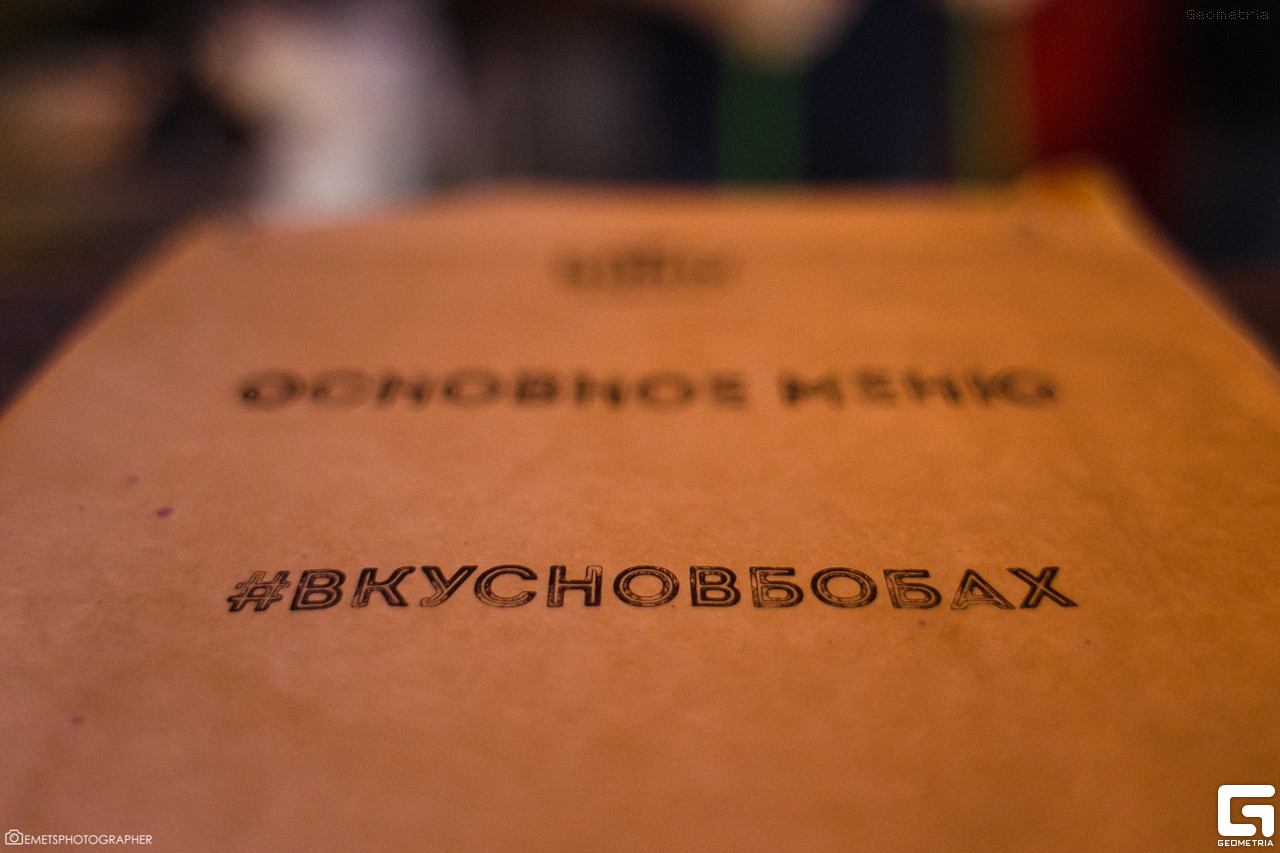 Geometria
ОСНОВНОЕ МЕНЮ
#ВКУСНОВБОБАХ
EMETSPHOTOGRAPHER
GEOMETRIA